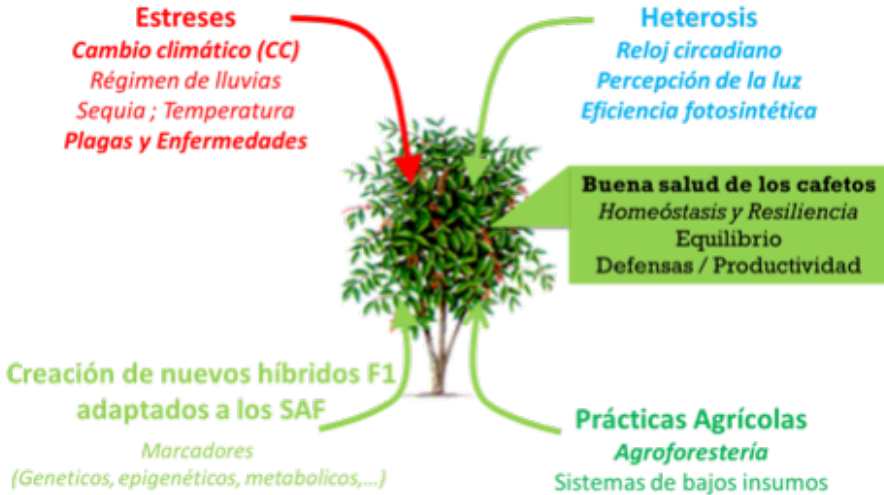 Estreses
Cambio climático (CC)
Régimen de lluvias
Sequia ; Temperatura
Plagas y Enfermedades
Heterosis
Reloj circadiano
Percepción de la luz
Eficiencia fotosintética
Buena salud de los cafetos
Homeóstasis y Resiliencia
Equilibrio
Defensas / Productividad
Creación de nuevos híbridos F1
adaptados a los SAF
Marcadores
(Geneticos, epigenéticos, metabolicos,...)
Prácticas Agrícolas
Agroforestería
Sistemas de bajos insumos